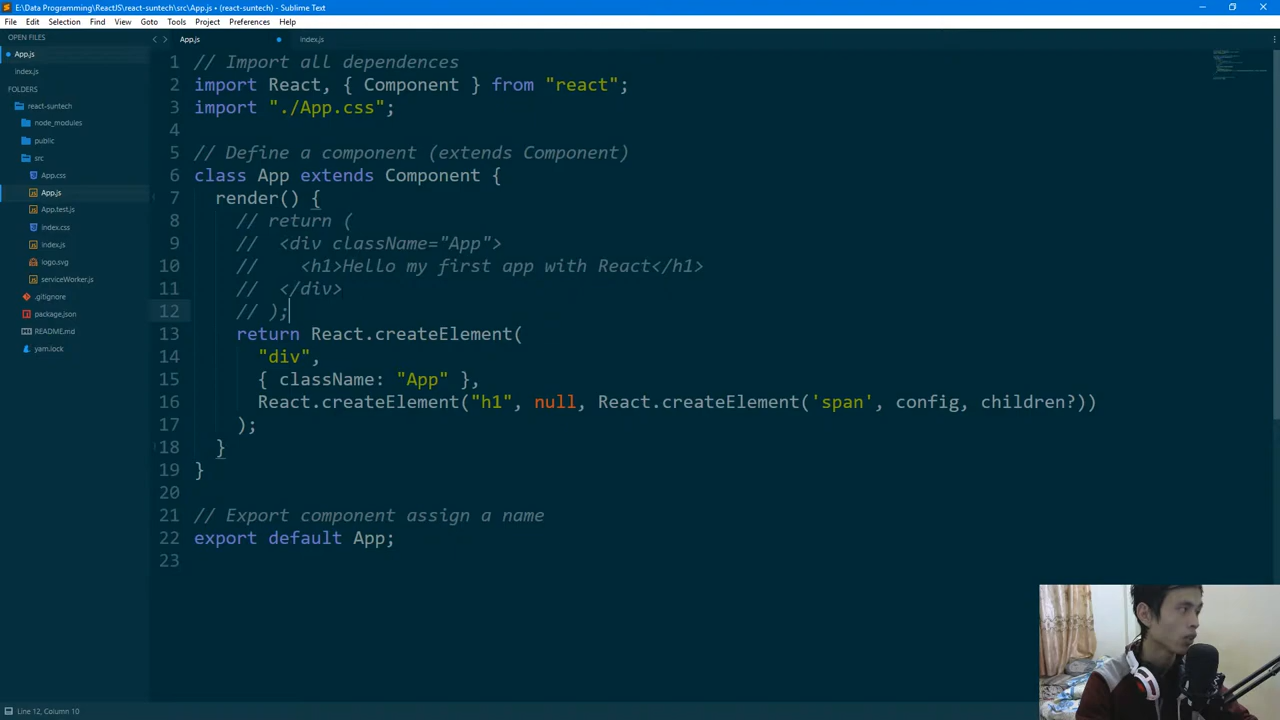 E:\Data Programming\ReactJS\react-suntech\src\App.js • (react-suntech) - Sublime Text
File Edit Selection Find View Goto Tools Project Preferences Help
OPEN FILES
App.js
index.js
FOLDERS
react-suntech
node_modules
public
src
App.css
App.js
App.test.js
index.css
index.js
logo.svg
serviceWorker.js
.gitignore
package.json
README.md
yarn.lock
App.js index.js
1 // Import all dependences
2 import React, { Component } from "react";
3 import "./App.css";
4
5 // Define a component (extends Component)
6 class App extends Component {
7 render() {
8 // return (
9 // <div className="App">
10 // <h1>Hello my first app with React</h1>
11 // </div>
12 // );
13 return React.createElement(
14 "div",
15 { className: "App" },
16 React.createElement("h1", null, React.createElement('span', config, children?))
17 );
18 }
19 }
20
21 // Export component assign a name
22 export default App;
23
Line 12, Column 10